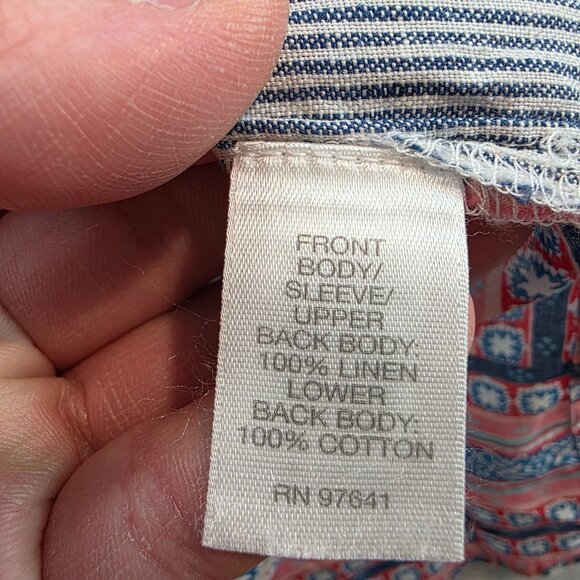 FRONT
BODY/
SLEEVE/
UPPER
BACK BODY:
100% LINEN
LOWER
BACK BODY:
100% COTTON
RN 97641